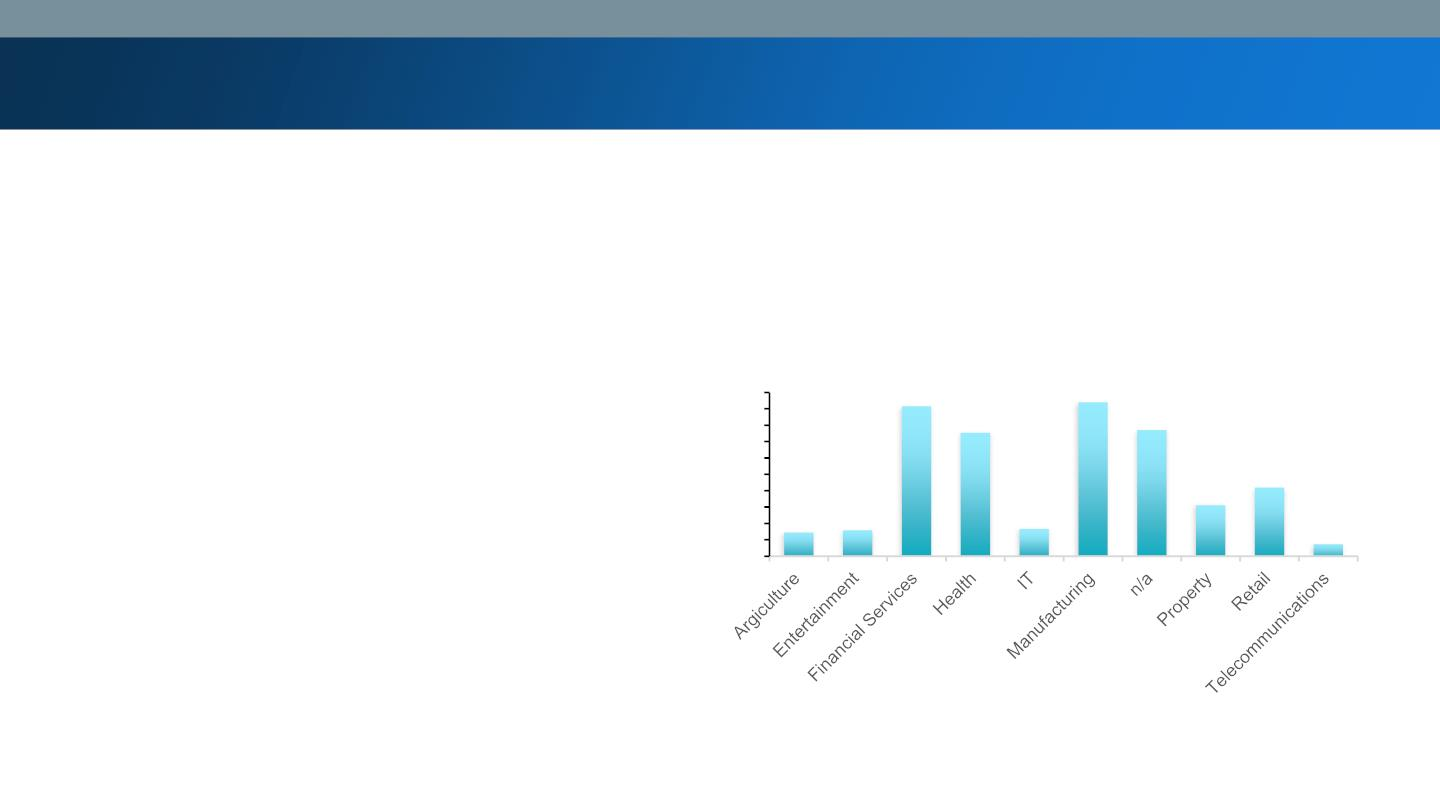 Argiculture
Entertainment
Financial Services
Health
IT
Manufacturing
n/a
Property
Retail
Telecommunications